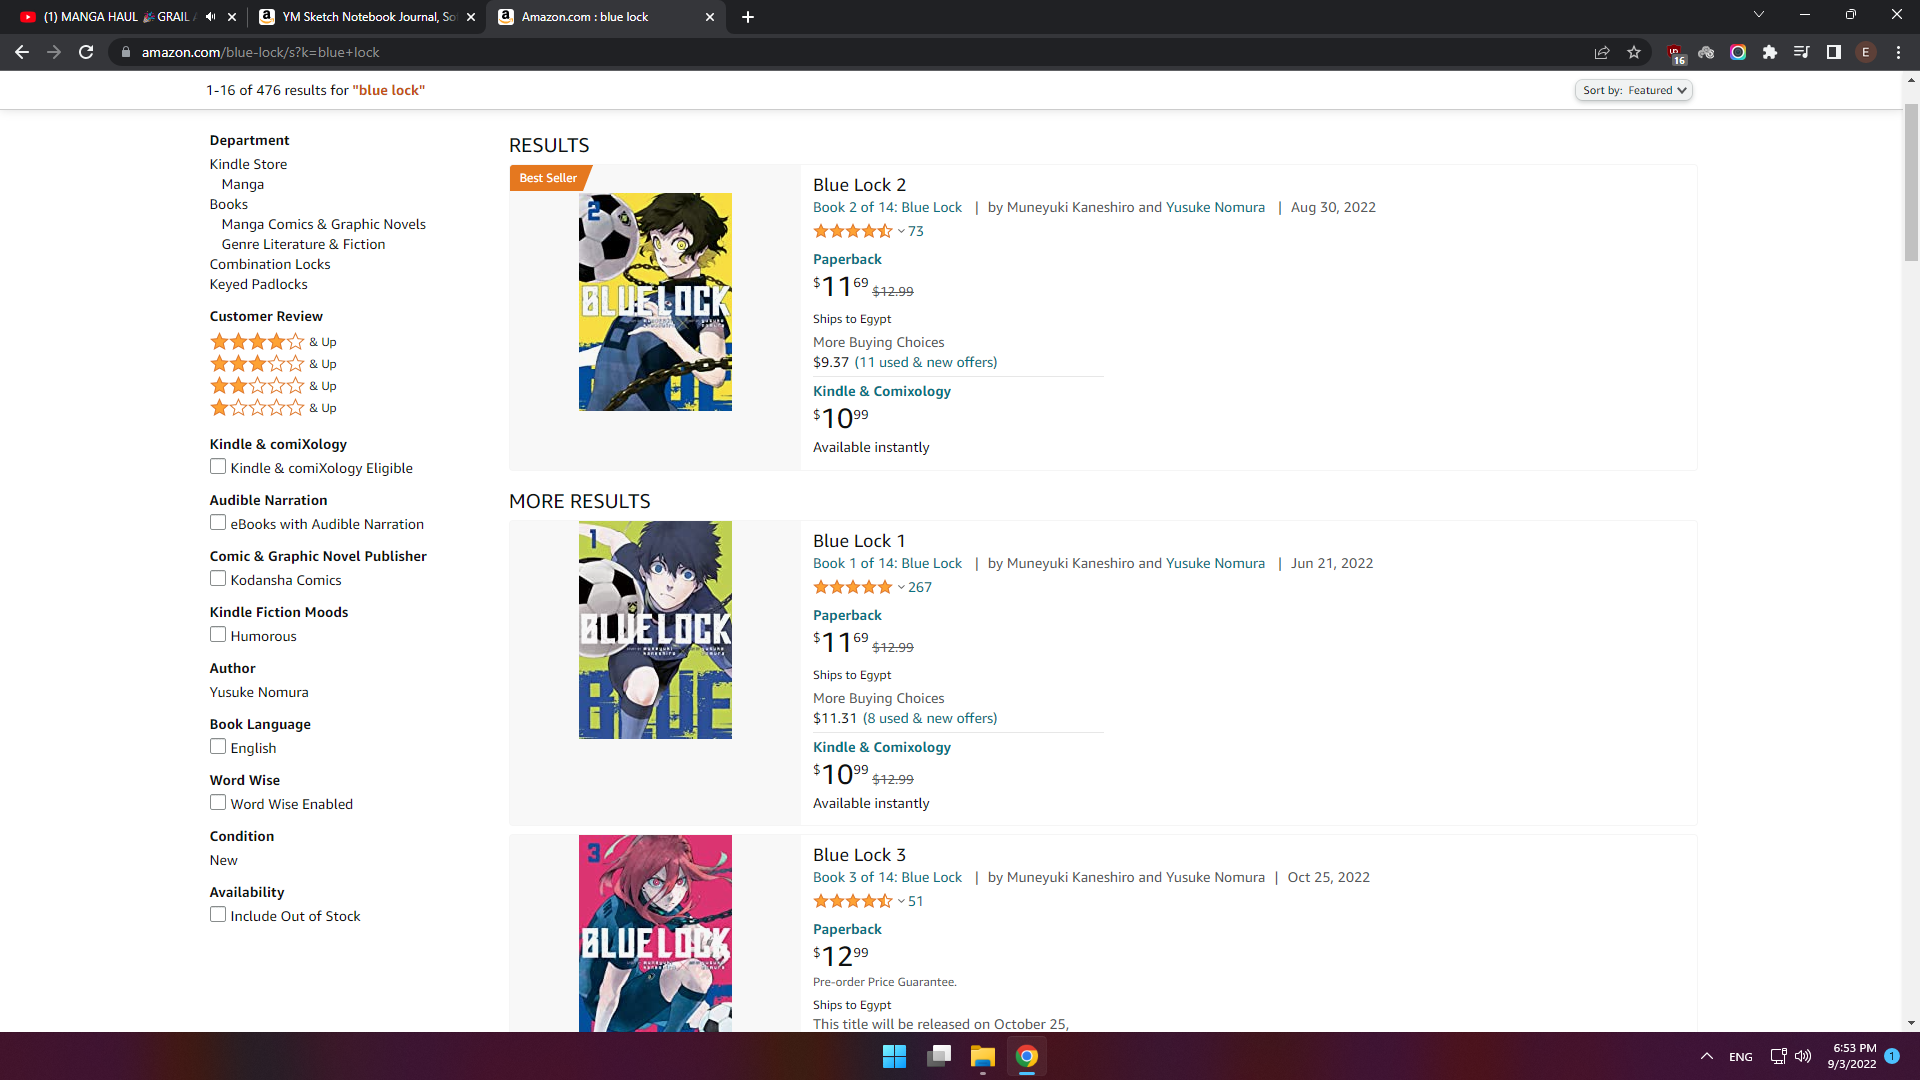 (1) MANGA HAUL 🎉GRAIL
YM Sketch Notebook Journal, So
Amazon.com : blue lock
amazon.com/blue-lock/s?k=blue+lock
16
E
1-16 of 476 results for "blue lock"
Sort by: Featured
Department
Kindle Store
Manga
Books
Manga Comics & Graphic Novels
Genre Literature & Fiction
Combination Locks
Keyed Padlocks
Customer Review
& Up
& Up
& Up
& Up
Kindle & comiXology
Kindle & comiXology Eligible
Audible Narration
eBooks with Audible Narration
Comic & Graphic Novel Publisher
Kodansha Comics
Kindle Fiction Moods
Humorous
Author
Yusuke Nomura
Book Language
English
Word Wise
Word Wise Enabled
Condition
New
Availability
Include Out of Stock
RESULTS
Best Seller
2
BLUE LOCK
Blue Lock 2
Book 2 of 14: Blue Lock | by Muneyuki Kaneshiro and Yusuke Nomura | Aug 30, 2022
73
Paperback
$1169 $12.99
Ships to Egypt
More Buying Choices
$9.37 (11 used & new offers)
Kindle & Comixology
$1099
Available instantly
MORE RESULTS
1
BLUE LOCK
BLUE
Blue Lock 1
Book 1 of 14: Blue Lock | by Muneyuki Kaneshiro and Yusuke Nomura | Jun 21, 2022
267
Paperback
$1169 $12.99
Ships to Egypt
More Buying Choices
$11.31 (8 used & new offers)
Kindle & Comixology
$1099 $12.99
Available instantly
3
BLUE LOCK
Blue Lock 3
Book 3 of 14: Blue Lock | by Muneyuki Kaneshiro and Yusuke Nomura | Oct 25, 2022
51
Paperback
$1299
Pre-order Price Guarantee.
Ships to Egypt
This title will be released on October 25,
ENG
6:53 PM
9/3/2022
1